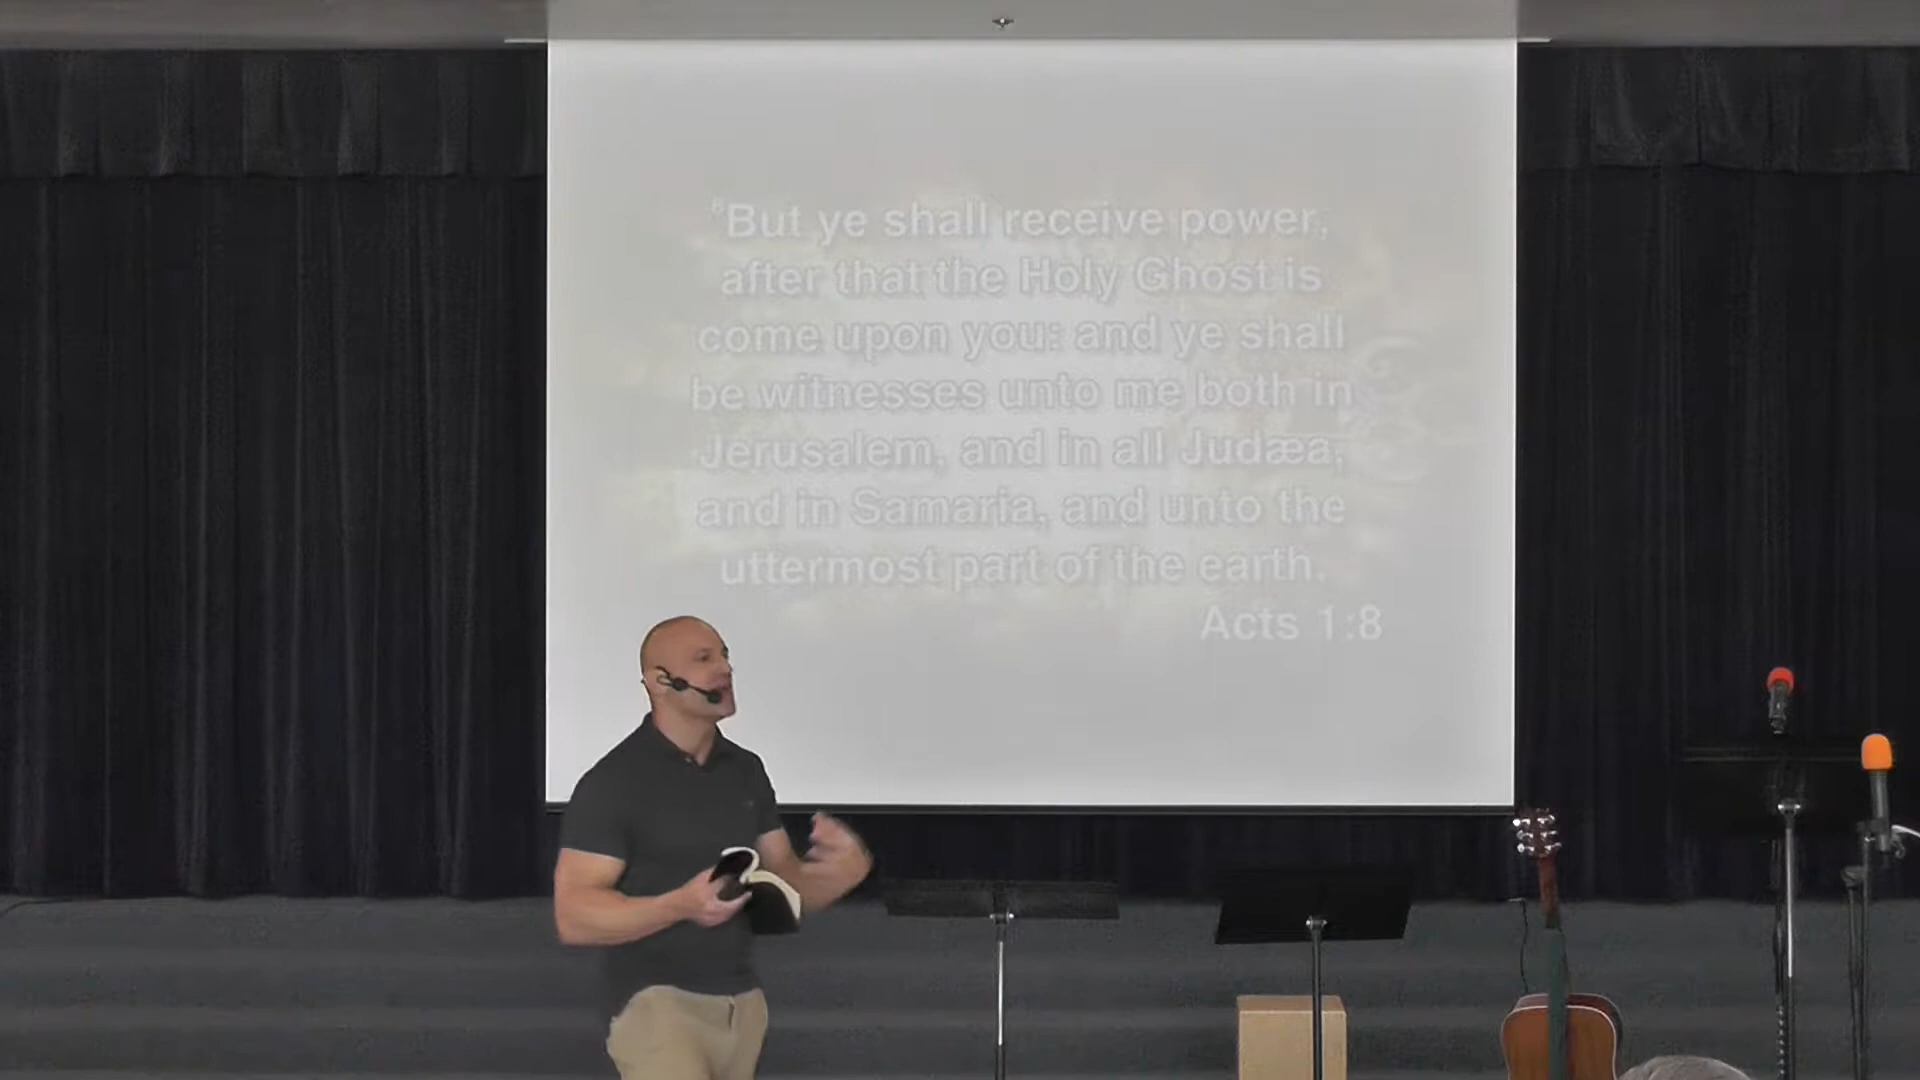 ⁸But ye shall receive power,
after that the Holy Ghost is
come upon you: and ye shall
be witnesses unto me both in
Jerusalem, and in all Judæa,
and in Samaria, and unto the
uttermost part of the earth.
Acts 1:8